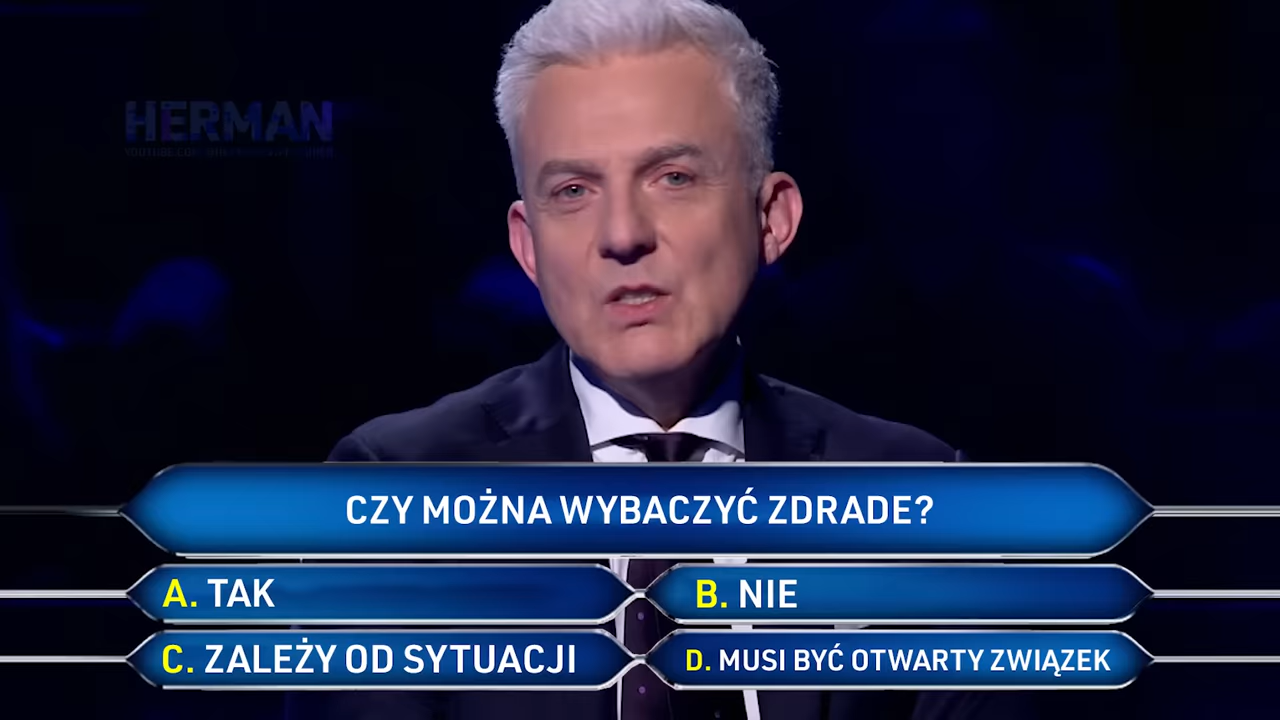 HERMAN
CZY MOŻNA WYBACZYĆ ZDRADE?
A. TAK
B. NIE
C. ZALEŻY OD SYTUACJI
D. MUSI BYĆ OTWARTY ZWIĄZEK